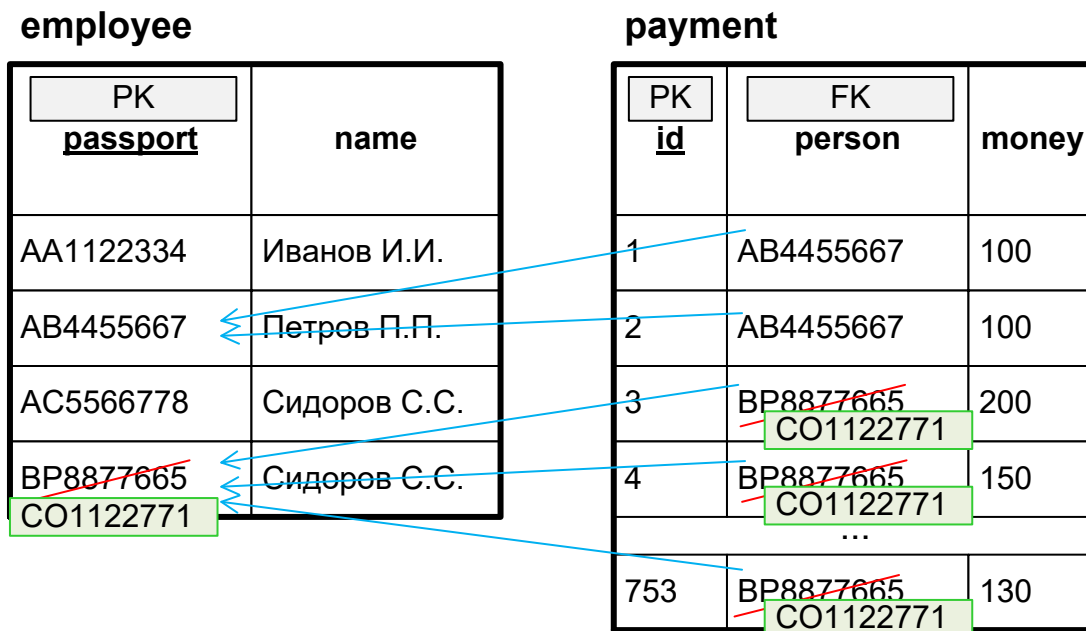 employee
PK
passport name
AA1122334 Иванов И.И.
AB4455667 Петров П.П.
AC5566778 Сидоров С.С.
BP8877665 Сидоров С.С.
CO1122771
payment
PK FK
id person money
1 AB4455667 100
2 AB4455667 100
3 BP8877665 200
CO1122771
4 BP8877665 150
CO1122771
...
753 BP8877665 130
CO1122771